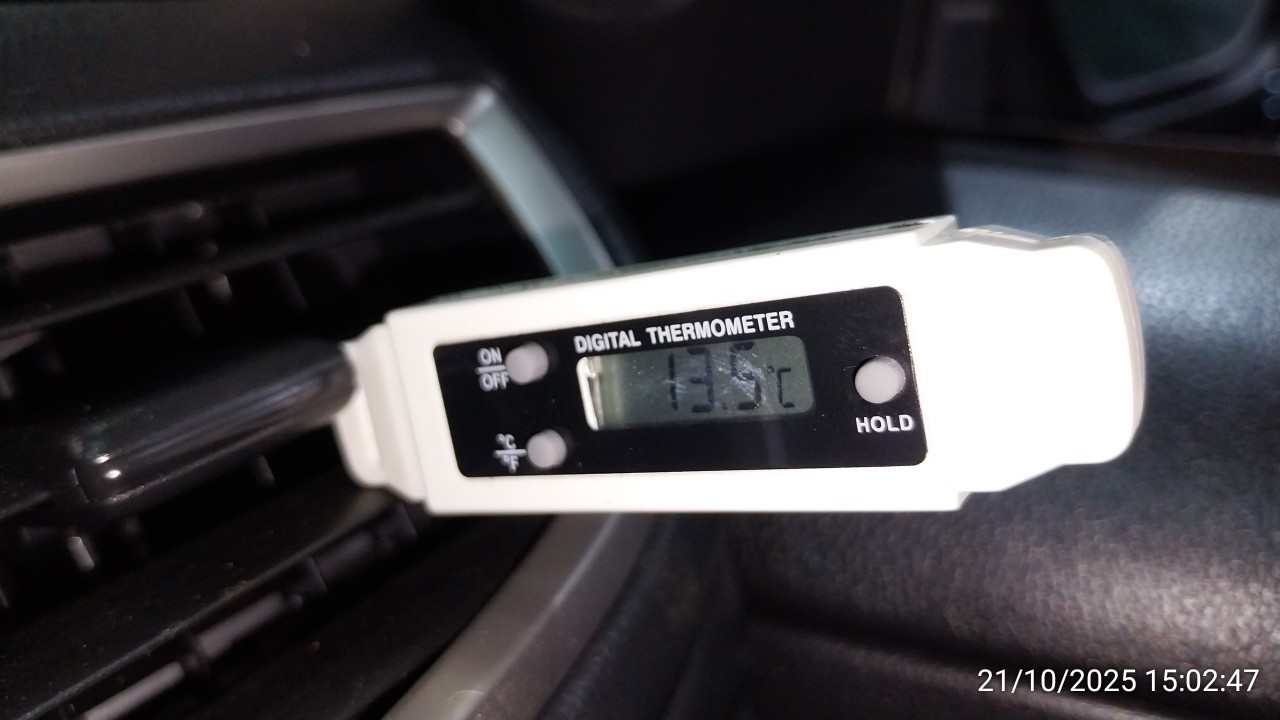 DIGITAL THERMOMETER
ON
OFF
13.5°C
HOLD
°C
°F
21/10/2025 15:02:47